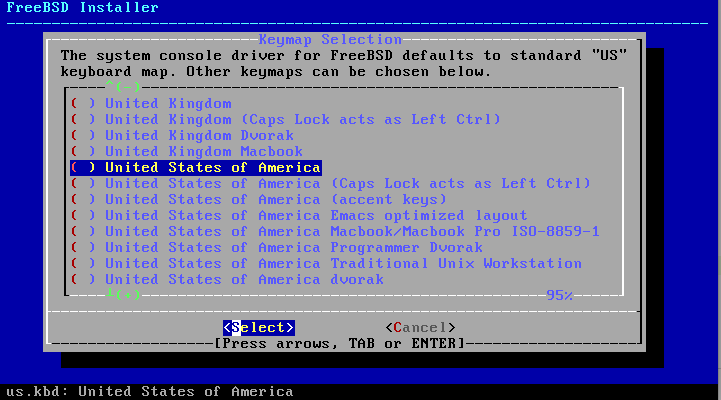 FreeBSD Installer
Keymap Selection
The system console driver for FreeBSD defaults to standard "US"
keyboard map. Other keymaps can be chosen below.
^(-)
( ) United Kingdom
( ) United Kingdom (Caps Lock acts as Left Ctrl)
( ) United Kingdom Dvorak
( ) United Kingdom Macbook
( ) United States of America
( ) United States of America (Caps Lock acts as Left Ctrl)
( ) United States of America (accent keys)
( ) United States of America Emacs optimized layout
( ) United States of America Macbook/Macbook Pro ISO-8859-1
( ) United States of America Programmer Dvorak
( ) United States of America Traditional Unix Workstation
( ) United States of America dvorak
(+) 95%
<Select> <Cancel>
[Press arrows, TAB or ENTER]
us.kbd: United States of America